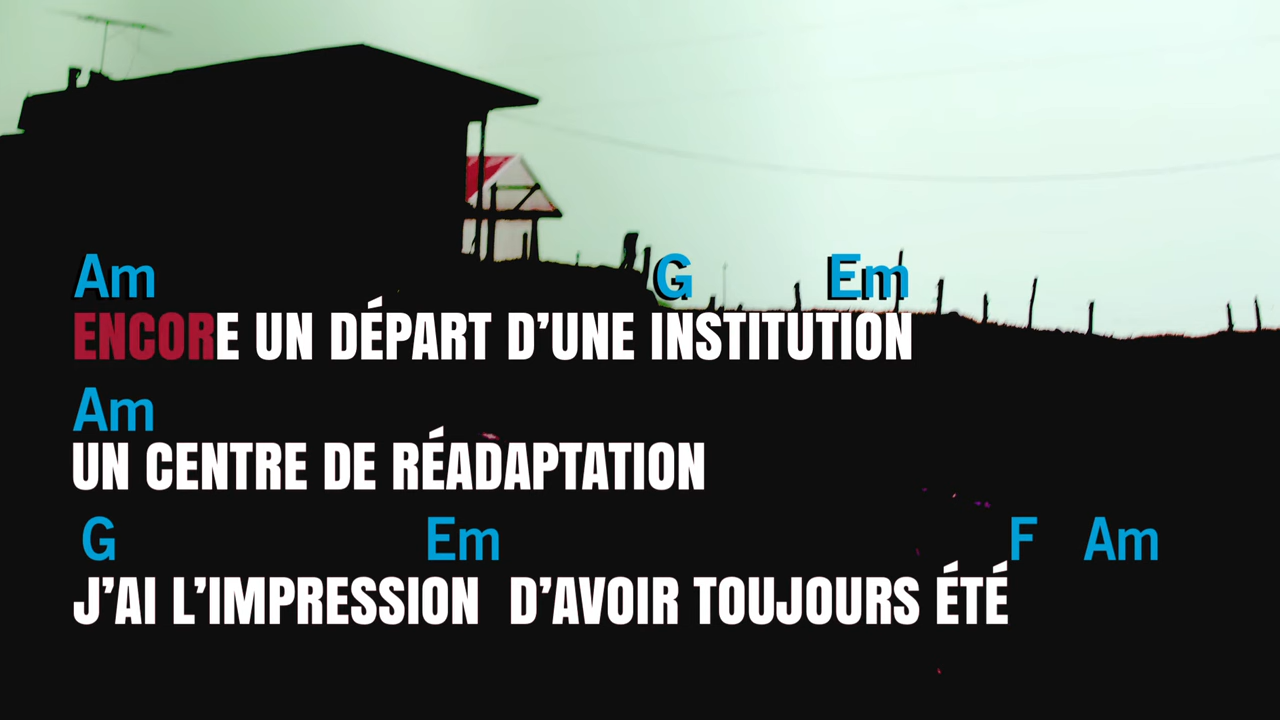 Am G Em
ENCORE UN DÉPART D’UNE INSTITUTION
Am
UN CENTRE DE RÉADAPTATION
G Em F Am
J’AI L’IMPRESSION D’AVOIR TOUJOURS ÉTÉ